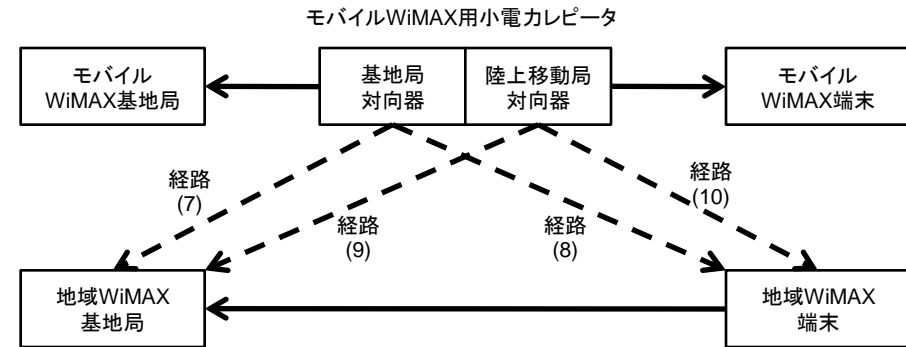 モバイルWiMAX用小電力レピータ
モバイル
WiMAX基地局
基地局
対向器
陸上移動局
対向器
モバイル
WiMAX端末
経路
(7)
経路
(9)
経路
(8)
経路
(10)
地域WiMAX
基地局
地域WiMAX
端末